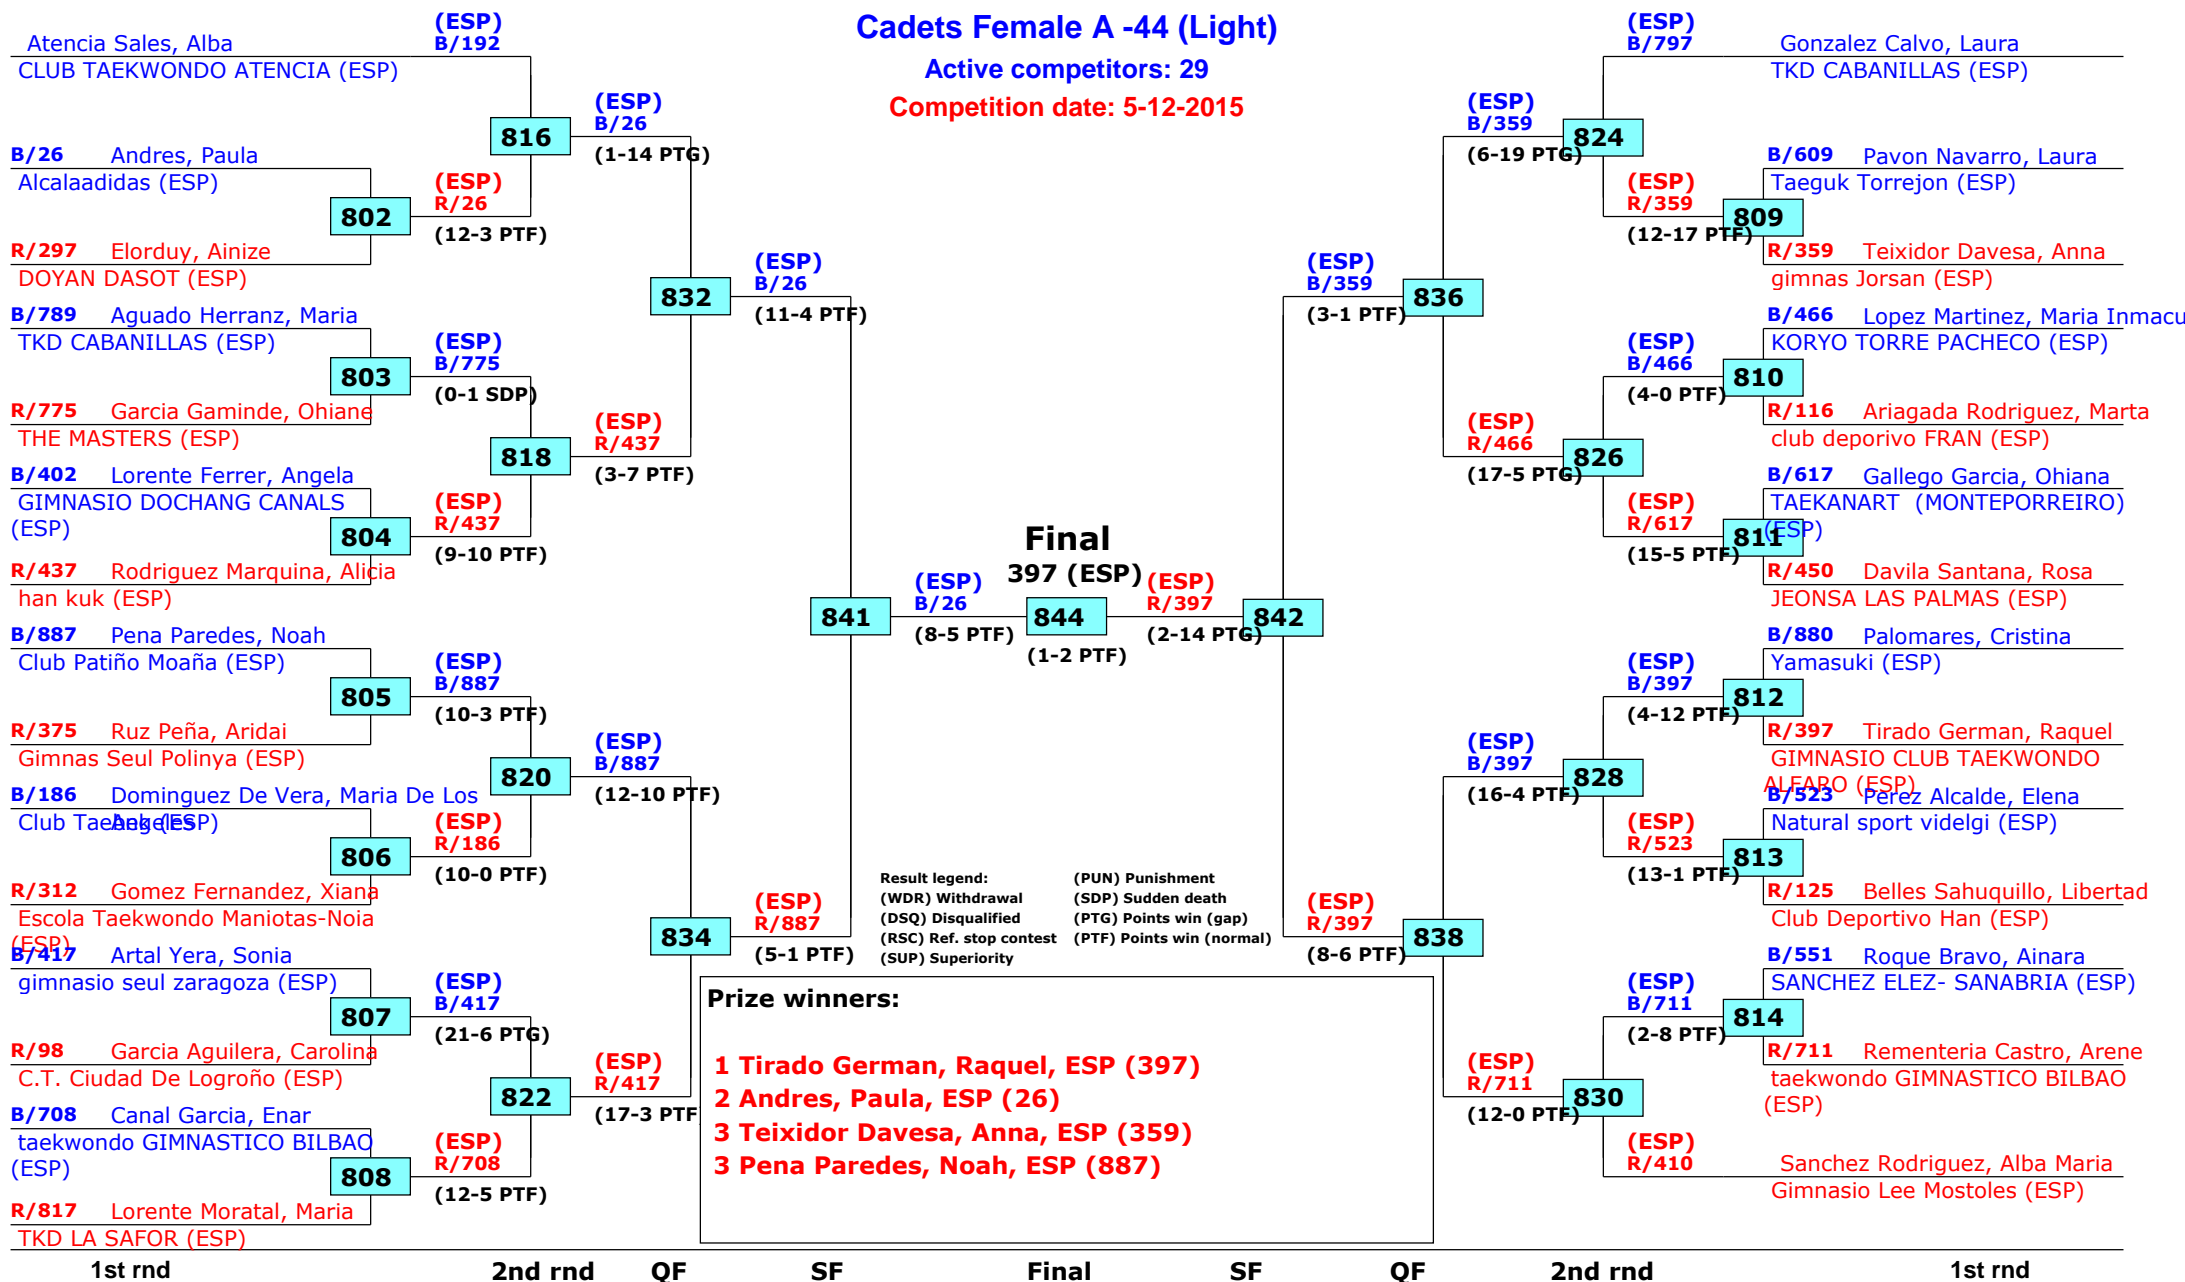 Cadets Female A -44 (Light)
Active competitors: 29
Competition date: 5-12-2015
(ESP)
B/192
Atencia Sales, Alba
CLUB TAEKWONDO ATENCIA (ESP)
B/26 Andres, Paula
Alcalaadidas (ESP)
802
R/297 Elorduy, Ainize
DOYAN DASOT (ESP)
B/789 Aguado Herranz, Maria
TKD CABANILLAS (ESP)
803
R/775 Garcia Gaminde, Ohiane
THE MASTERS (ESP)
B/402 Lorente Ferrer, Angela
GIMNASIO DOCHANG CANALS
(ESP)
804
R/437 Rodriguez Marquina, Alicia
han kuk (ESP)
B/887 Pena Paredes, Noah
Club Patiño Moaña (ESP)
805
R/375 Ruz Peña, Aridai
Gimnas Seul Polinya (ESP)
B/186 Dominguez De Vera, Maria De Los
Angeles
Club Taebek (ESP)
806
R/312 Gomez Fernandez, Xiana
Escola Taekwondo Maniotas-Noia
(ESP)
B/417 Artal Yera, Sonia
gimnasio seul zaragoza (ESP)
807
R/98 Garcia Aguilera, Carolina
C.T. Ciudad De Logroño (ESP)
B/708 Canal Garcia, Enar
taekwondo GIMNASTICO BILBAO
(ESP)
808
R/817 Lorente Moratal, Maria
TKD LA SAFOR (ESP)
816
(ESP)
R/26
(12-3 PTF)
(ESP)
B/775
(0-1 SDP)
818
(ESP)
R/437
(9-10 PTF)
(ESP)
B/887
(10-3 PTF)
820
(ESP)
R/186
(10-0 PTF)
(ESP)
B/417
(21-6 PTG)
822
(ESP)
R/708
(12-5 PTF)
(ESP)
B/26
(1-14 PTG)
832
(ESP)
R/437
(3-7 PTF)
(ESP)
B/887
(12-10 PTF)
834
(ESP)
R/417
(17-3 PTF)
(ESP)
B/26
(11-4 PTF)
841
(ESP)
R/887
(5-1 PTF)
(ESP)
B/26
(8-5 PTF)
Final
397 (ESP)
844
(1-2 PTF)
(ESP)
R/397
(2-14 PTG)
842
(ESP)
B/359
(3-1 PTF)
(ESP)
R/397
(8-6 PTF)
(ESP)
B/359
(6-19 PTG)
836
(ESP)
R/466
(17-5 PTG)
(ESP)
B/397
(16-4 PTF)
838
(ESP)
R/711
(12-0 PTF)
(ESP)
B/797
824
(ESP)
R/359
(12-17 PTF)
(ESP)
B/466
(4-0 PTF)
826
(ESP)
R/617
(15-5 PTF)
(ESP)
B/397
(4-12 PTF)
828
(ESP)
R/523
(13-1 PTF)
(ESP)
B/711
(2-8 PTF)
830
(ESP)
R/410
Gonzalez Calvo, Laura
TKD CABANILLAS (ESP)
B/609 Pavon Navarro, Laura
Taeguk Torrejon (ESP)
809
R/359 Teixidor Davesa, Anna
gimnas Jorsan (ESP)
B/466 Lopez Martinez, Maria Inmacu
KORYO TORRE PACHECO (ESP)
810
R/116 Ariagada Rodriguez, Marta
club deporivo FRAN (ESP)
B/617 Gallego Garcia, Ohiana
TAEKANART (MONTEPORREIRO)
(ESP)
811
R/450 Davila Santana, Rosa
JEONSA LAS PALMAS (ESP)
B/880 Palomares, Cristina
Yamasuki (ESP)
812
R/397 Tirado German, Raquel
GIMNASIO CLUB TAEKWONDO
ALFARO (ESP)
B/523 Perez Alcalde, Elena
Natural sport videlgi (ESP)
813
R/125 Belles Sahuquillo, Libertad
Club Deportivo Han (ESP)
B/551 Roque Bravo, Ainara
SANCHEZ ELEZ- SANABRIA (ESP)
814
R/711 Rementeria Castro, Arene
taekwondo GIMNASTICO BILBAO
(ESP)
Sanchez Rodriguez, Alba Maria
Gimnasio Lee Mostoles (ESP)
Result legend:
(WDR) Withdrawal
(DSQ) Disqualified
(RSC) Ref. stop contest
(SUP) Superiority
(PUN) Punishment
(SDP) Sudden death
(PTG) Points win (gap)
(PTF) Points win (normal)
Prize winners:
1 Tirado German, Raquel, ESP (397)
2 Andres, Paula, ESP (26)
3 Teixidor Davesa, Anna, ESP (359)
3 Pena Paredes, Noah, ESP (887)
1st rnd 2nd rnd QF SF Final SF QF 2nd rnd 1st rnd